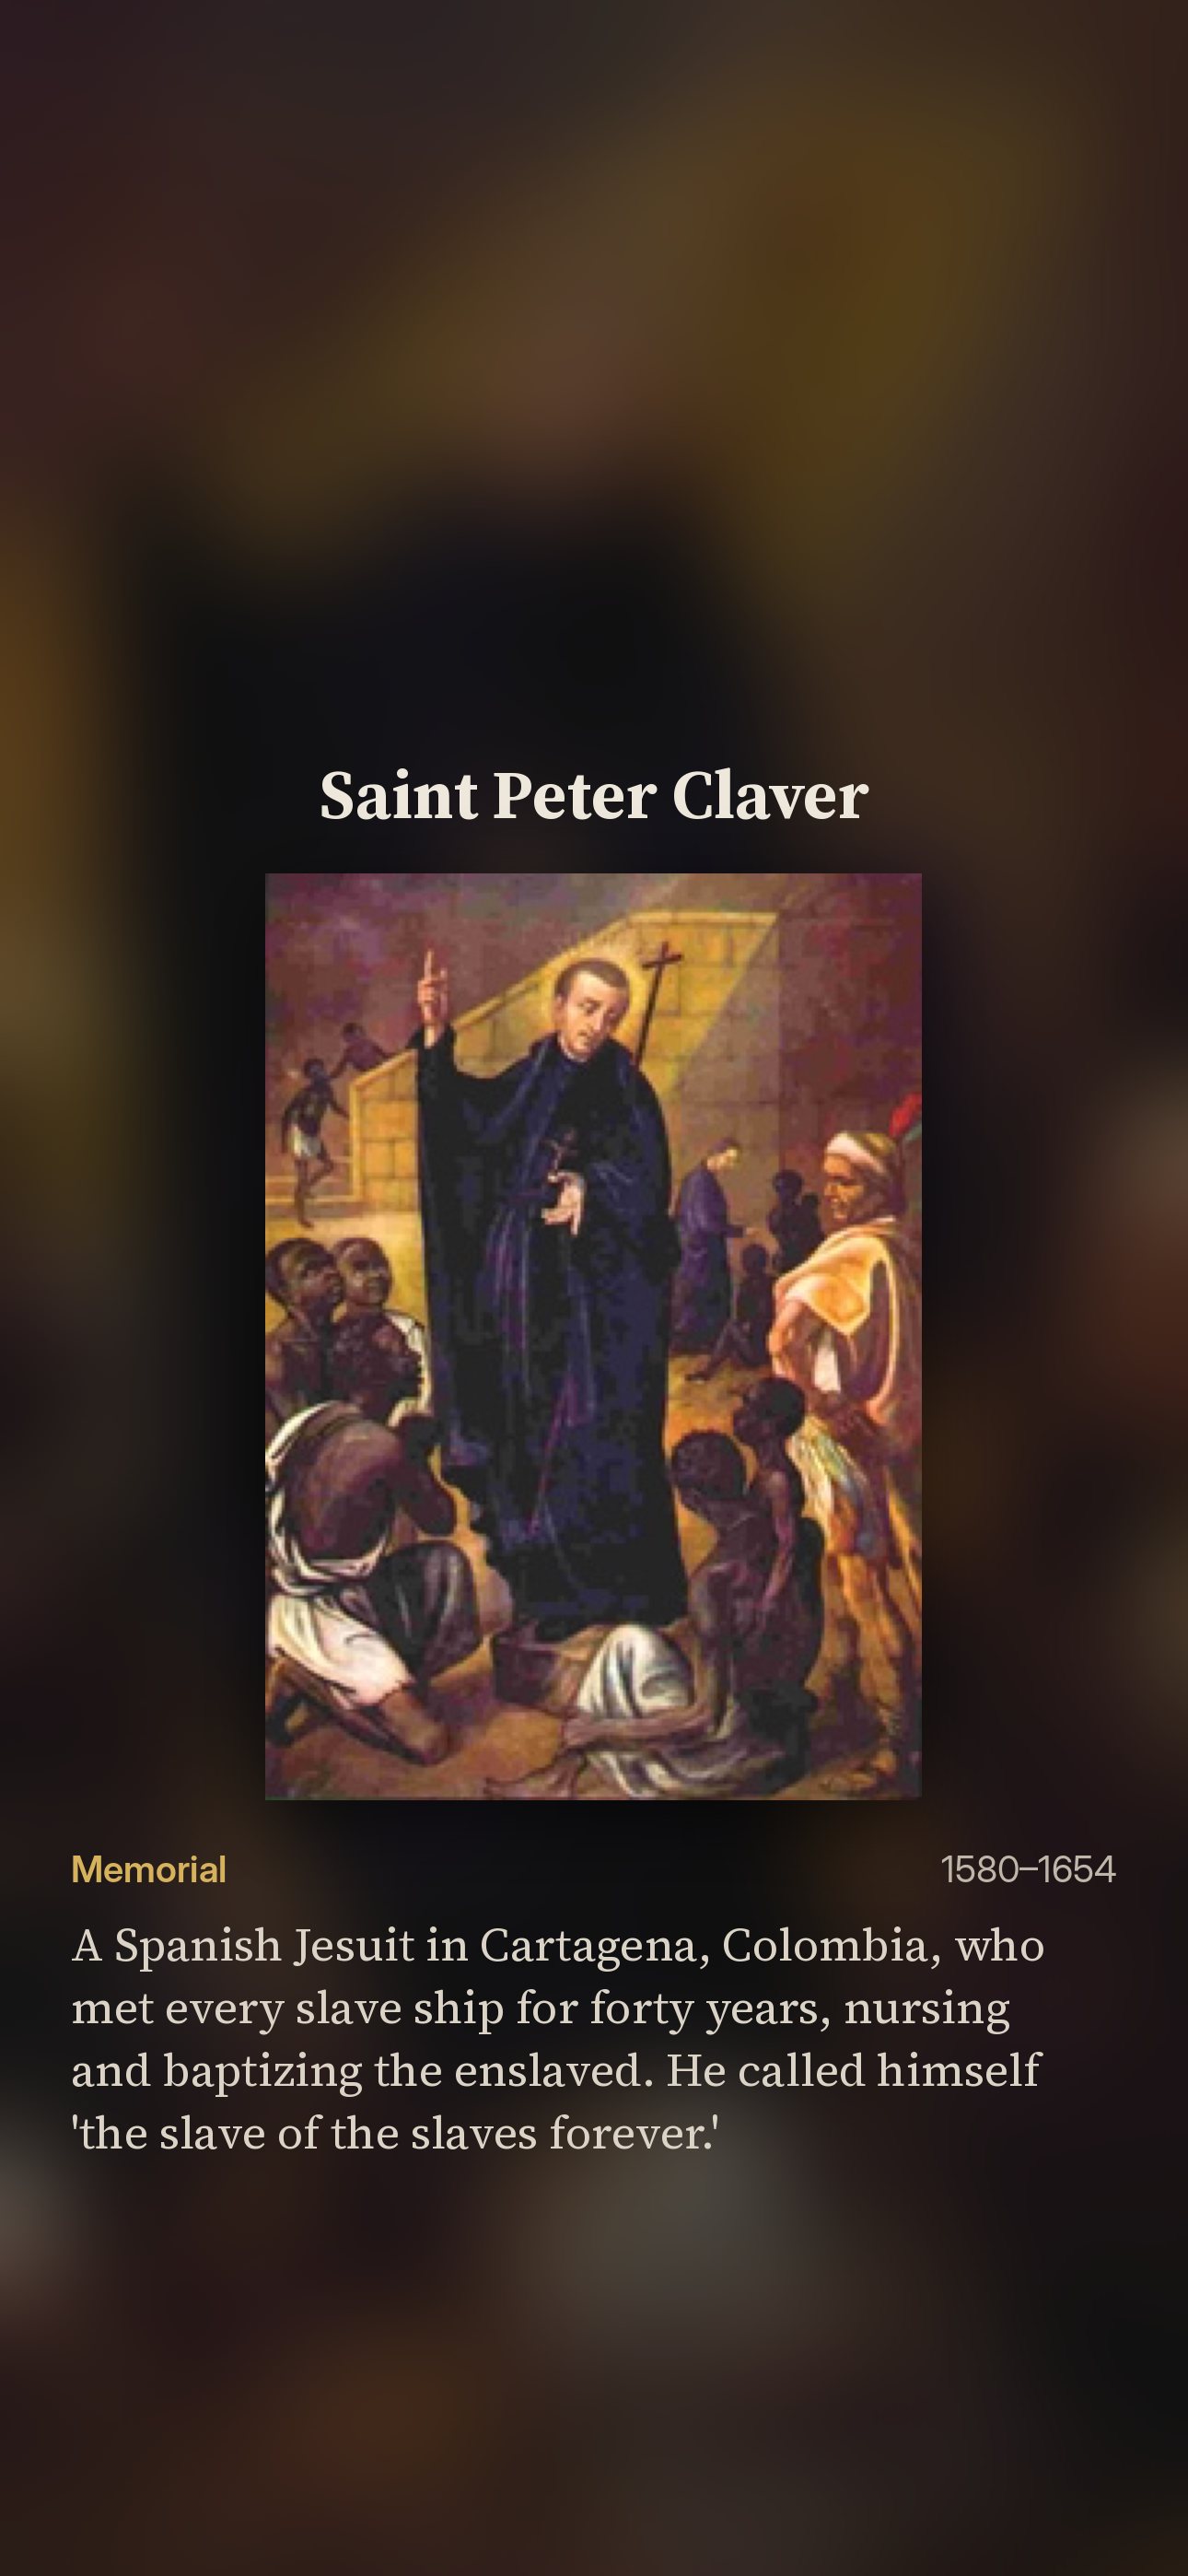 Saint Peter Claver
Memorial
1580–1654
A Spanish Jesuit in Cartagena, Colombia, who
met every slave ship for forty years, nursing
and baptizing the enslaved. He called himself
'the slave of the slaves forever.'